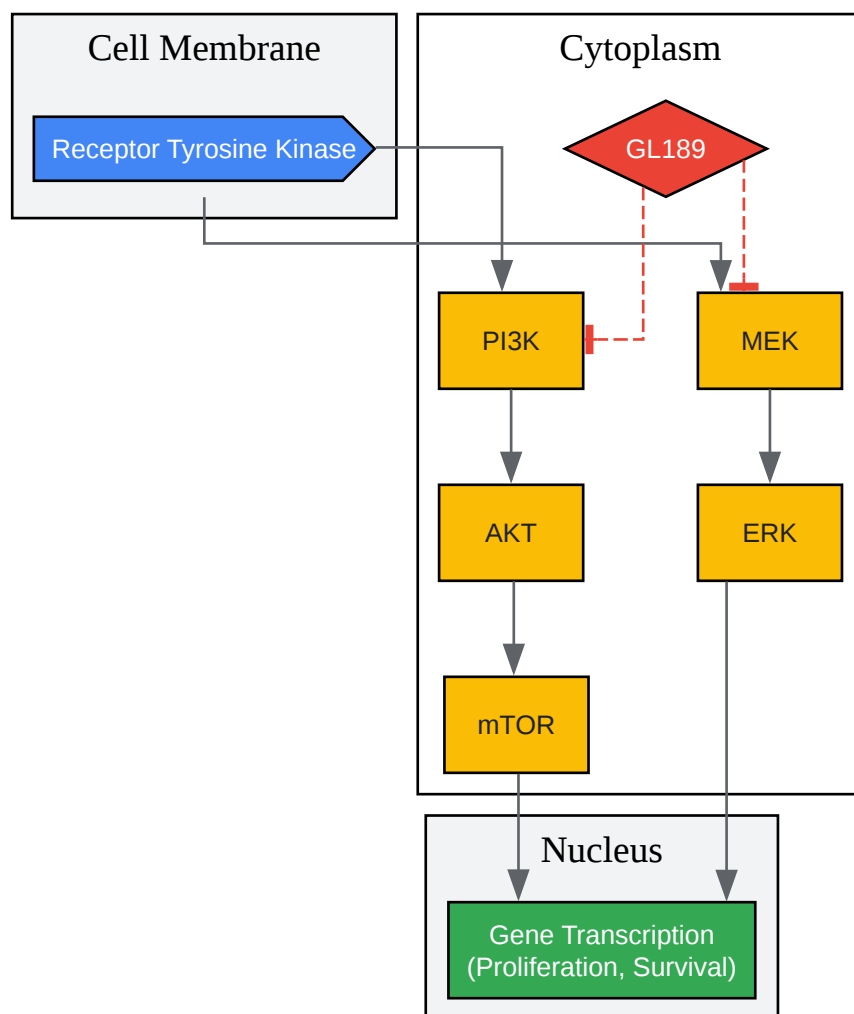 Cell Membrane
Cytoplasm
Receptor Tyrosine Kinase
GL189
PI3K
MEK
AKT
ERK
mTOR
Nucleus
Gene Transcription
(Proliferation, Survival)